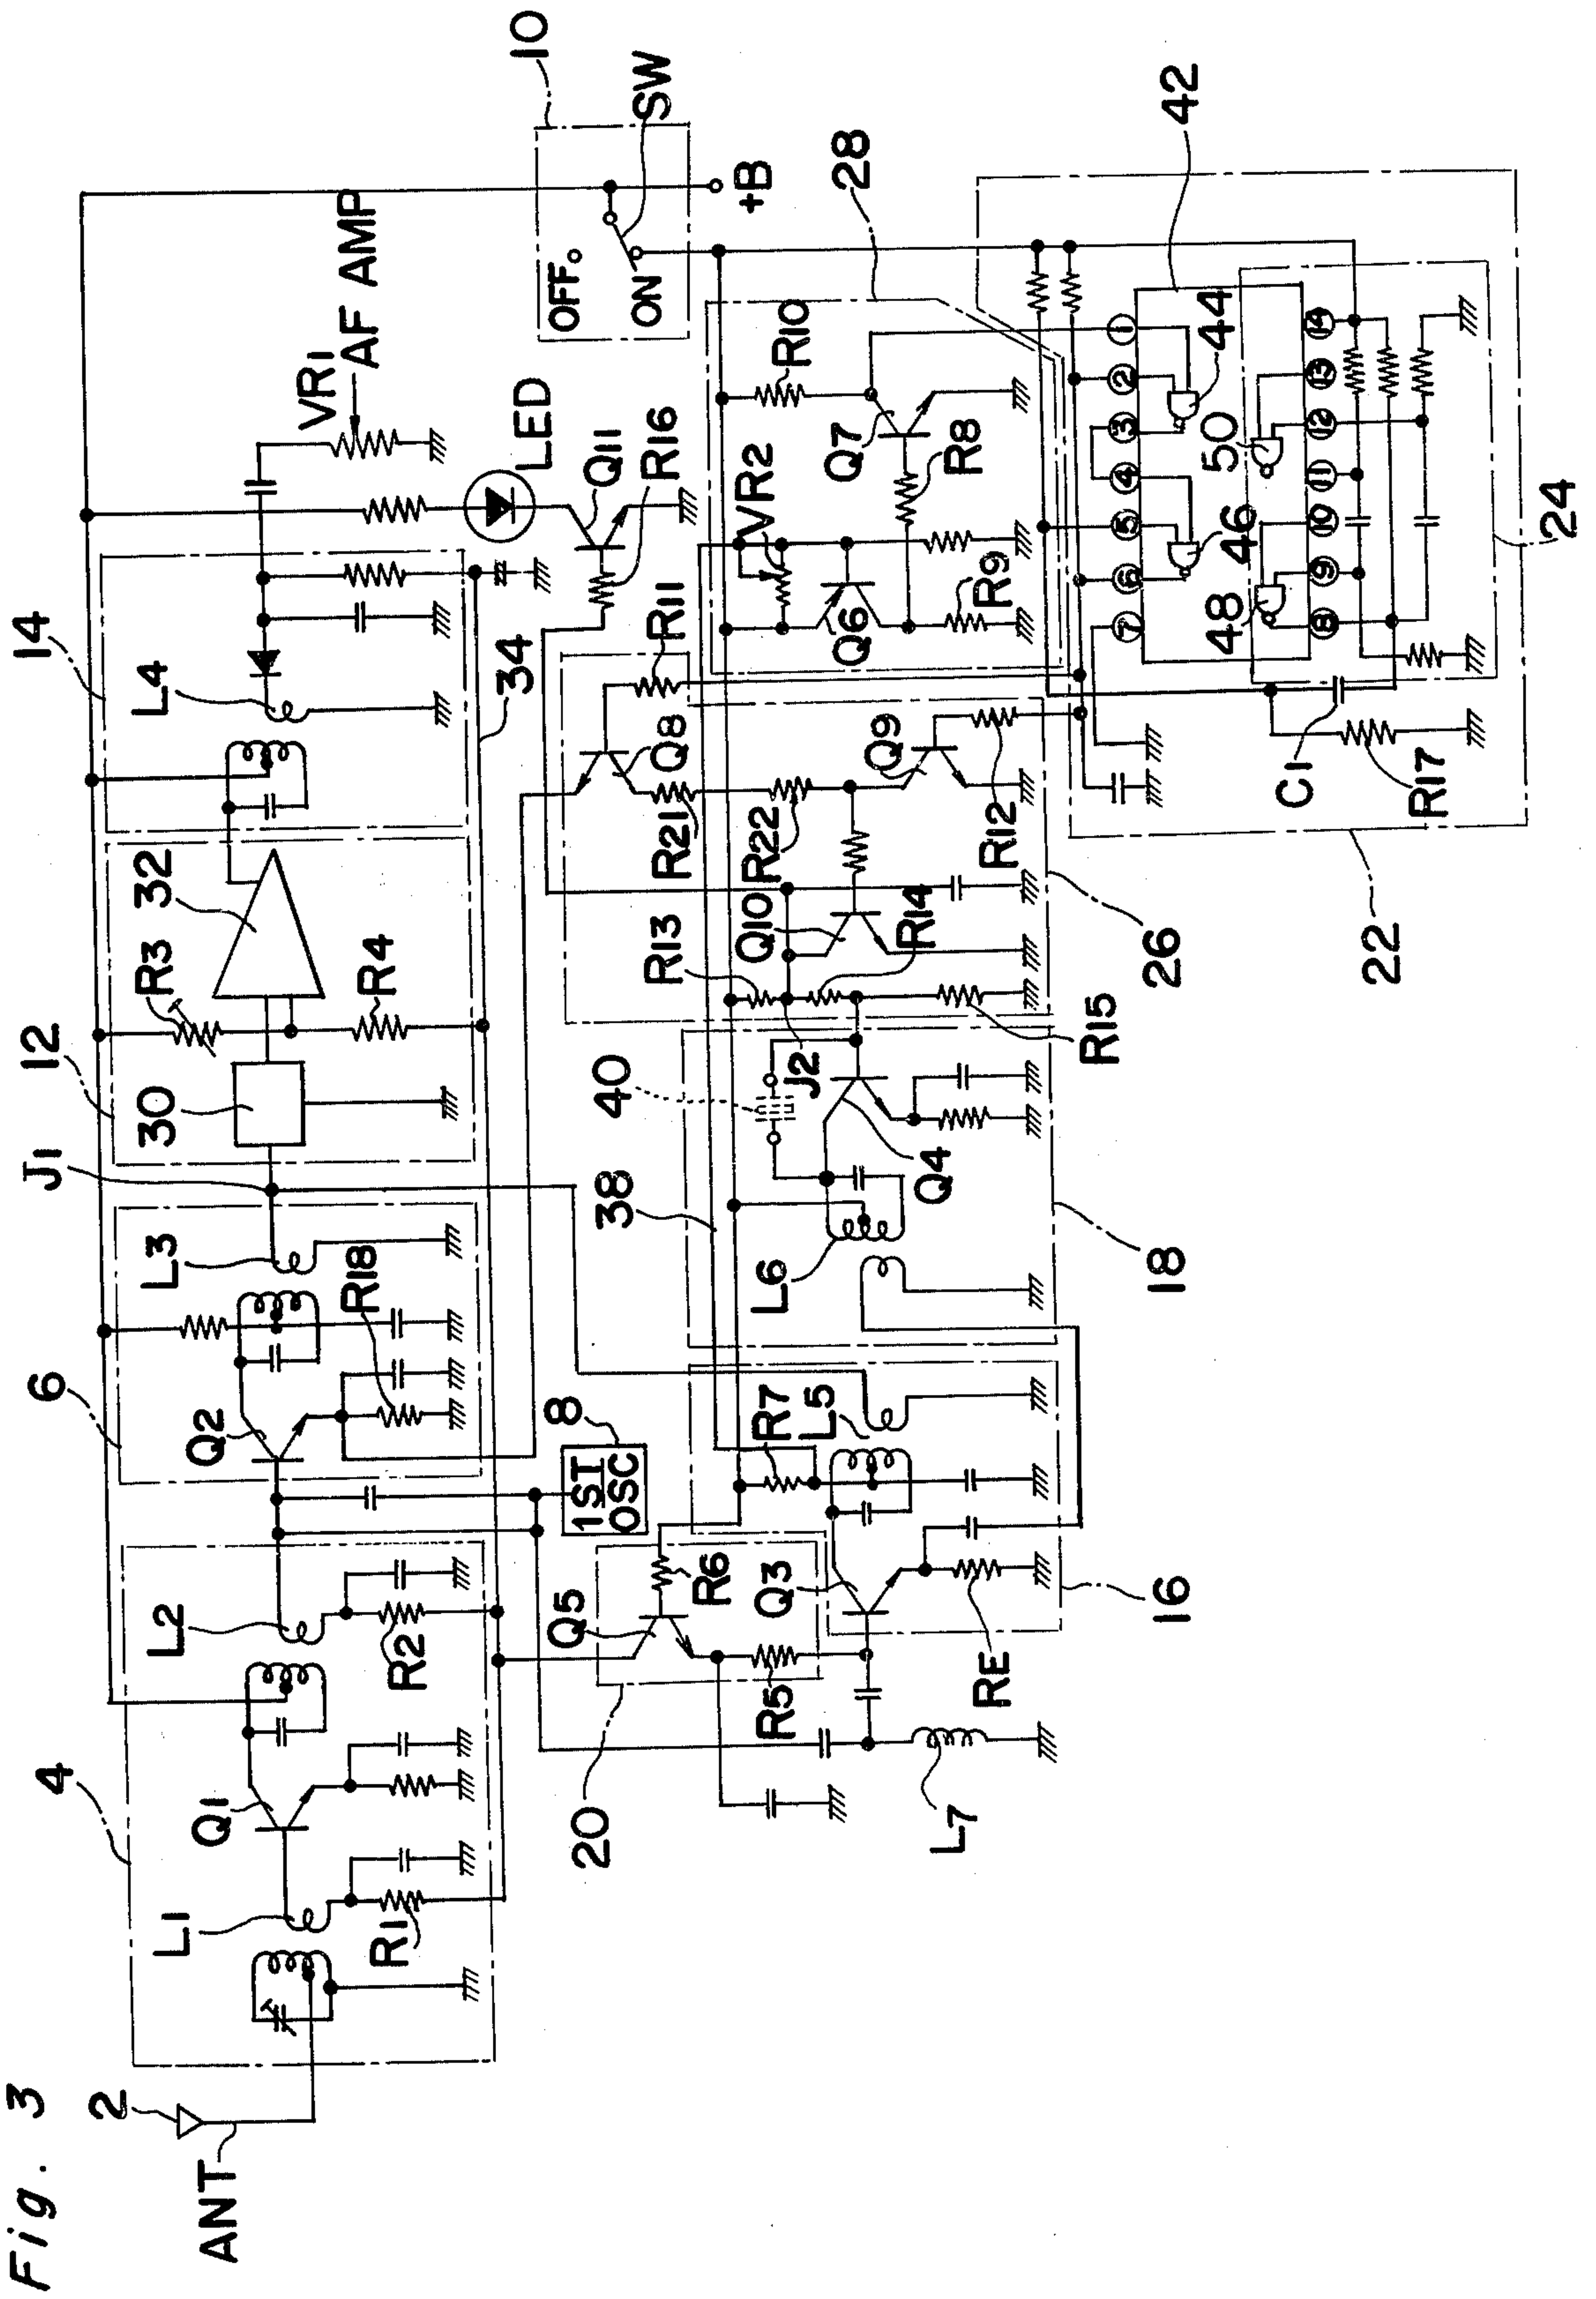 Fig. 3
2
ANT
4
L1
R1
Q1
L2
R2
6
Q2
L3
R18
8
1ST
OSC
J1
12
30
R3
32
R4
14
L4
34
VR1
AF AMP
LED
Q11
R16
10
OFF
ON
SW
+B
20
Q5
R6
R5
Q3
RE
L7
16
R7
L5
38
L6
40
J2
Q4
18
R13
Q10
R14
R15
26
R21
R22
Q8
R11
Q9
R12
VR2
Q6
R9
R8
Q7
R10
28
42
1
2
3
4
5
6
7
44
46
48
50
14
13
12
11
10
9
8
24
C1
R17
22